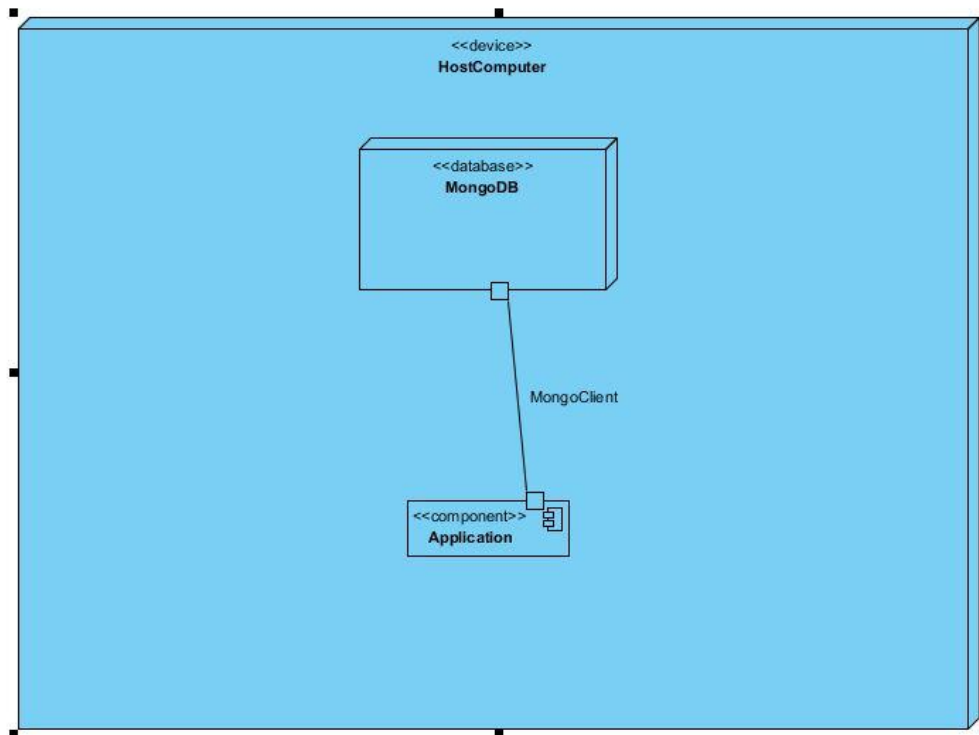 <<device>>
HostComputer
<<database>>
MongoDB
MongoClient
<<component>>
Application